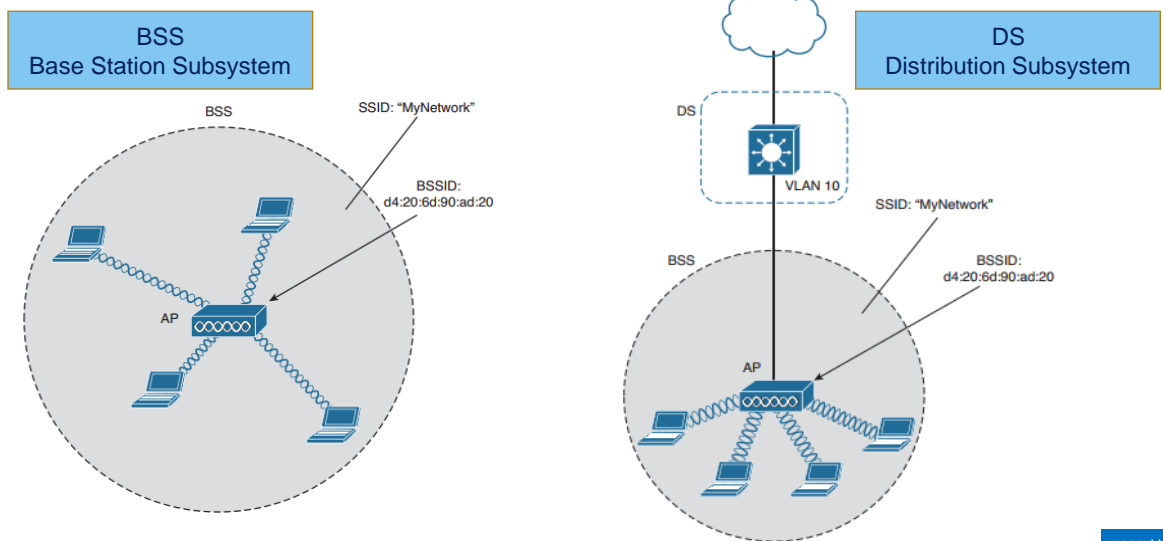 BSS
Base Station Subsystem
BSS
SSID: “MyNetwork”
BSSID:
d4:20:6d:90:ad:20
AP
DS
Distribution Subsystem
DS
VLAN 10
SSID: “MyNetwork”
BSS
BSSID:
d4:20:6d:90:ad:20
AP